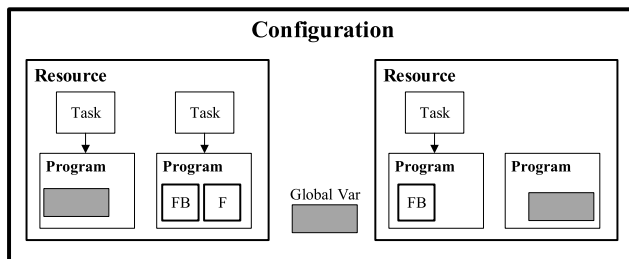 Configuration
Resource Resource
Task Task Task
Program Program Program Program
FB F Global Var FB